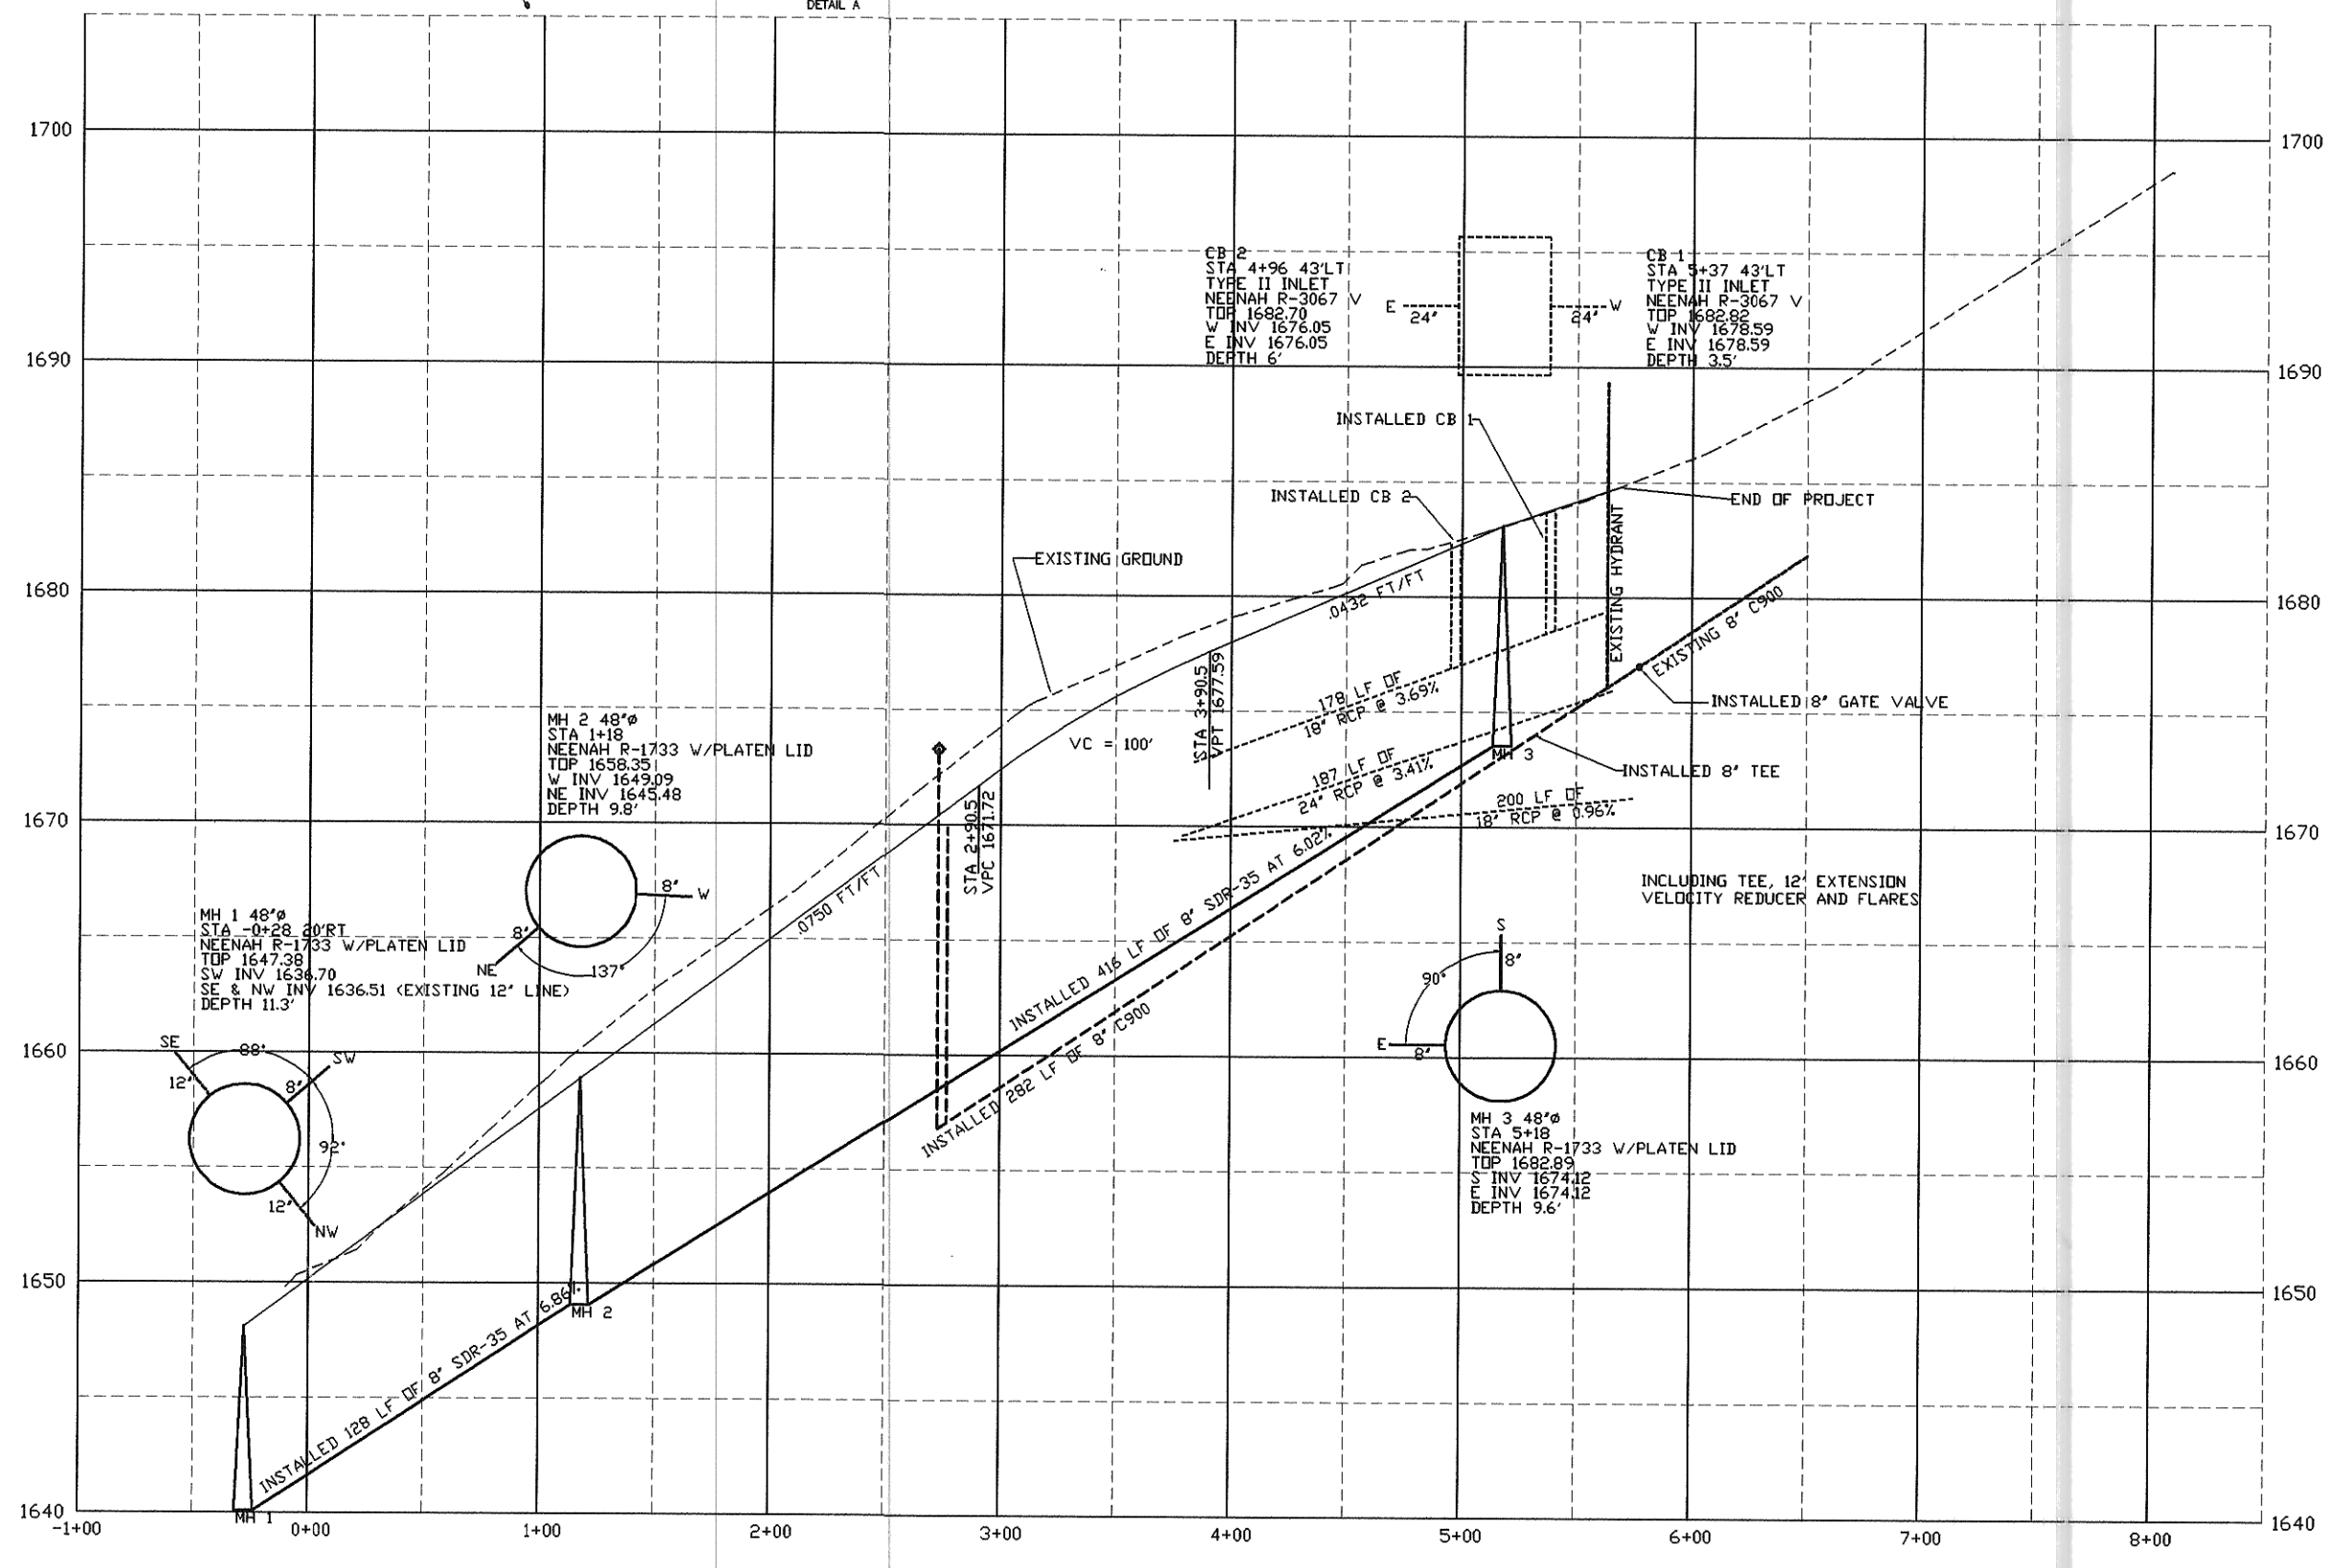 DETAIL A
1700
1700
CB 2
STA 4+96 43'LT
TYPE II INLET
NEENAH R-3067 V
TOP 1682.70
W INV 1676.05
E INV 1676.05
DEPTH 6'
E
24"
24"
W
CB 1
STA 5+37 43'LT
TYPE II INLET
NEENAH R-3067 V
TOP 1682.82
W INV 1678.59
E INV 1678.59
DEPTH 3.5'
1690
1690
INSTALLED CB 1
INSTALLED CB 2
END OF PROJECT
EXISTING HYDRANT
EXISTING GROUND
.0432 FT/FT
1680
1680
EXISTING 8" C900
INSTALLED 8" GATE VALVE
STA 3+90.5
VPT 1677.59
178 LF OF
18" RCP @ 3.69%
VC = 100'
MH 2 48"ø
STA 1+18
NEENAH R-1733 W/PLATEN LID
TOP 1658.35
W INV 1649.09
NE INV 1645.48
DEPTH 9.8'
187 LF OF
24" RCP @ 3.41%
MH 3
INSTALLED 8" TEE
200 LF OF
18" RCP @ 0.96%
1670
1670
STA 2+90.5
VPC 1671.72
.0750 FT/FT
8"
W
8"
NE
137°
INCLUDING TEE, 12' EXTENSION
VELOCITY REDUCER AND FLARES
MH 1 48"ø
STA -0+28 20'RT
NEENAH R-1733 W/PLATEN LID
TOP 1647.38
SW INV 1636.70
SE & NW INV 1636.51 (EXISTING 12" LINE)
DEPTH 11.3'
INSTALLED 416 LF OF 8" SDR-35 AT 6.02%
INSTALLED 282 LF OF 8" C900
S
8"
90°
E
8"
1660
1660
SE
88°
SW
12"
8"
92°
12"
NW
MH 3 48"ø
STA 5+18
NEENAH R-1733 W/PLATEN LID
TOP 1682.89
S INV 1674.12
E INV 1674.12
DEPTH 9.6'
1650
1650
MH 2
INSTALLED 128 LF OF 8" SDR-35 AT 6.86%
MH 1
1640
1640
-1+00
0+00
1+00
2+00
3+00
4+00
5+00
6+00
7+00
8+00